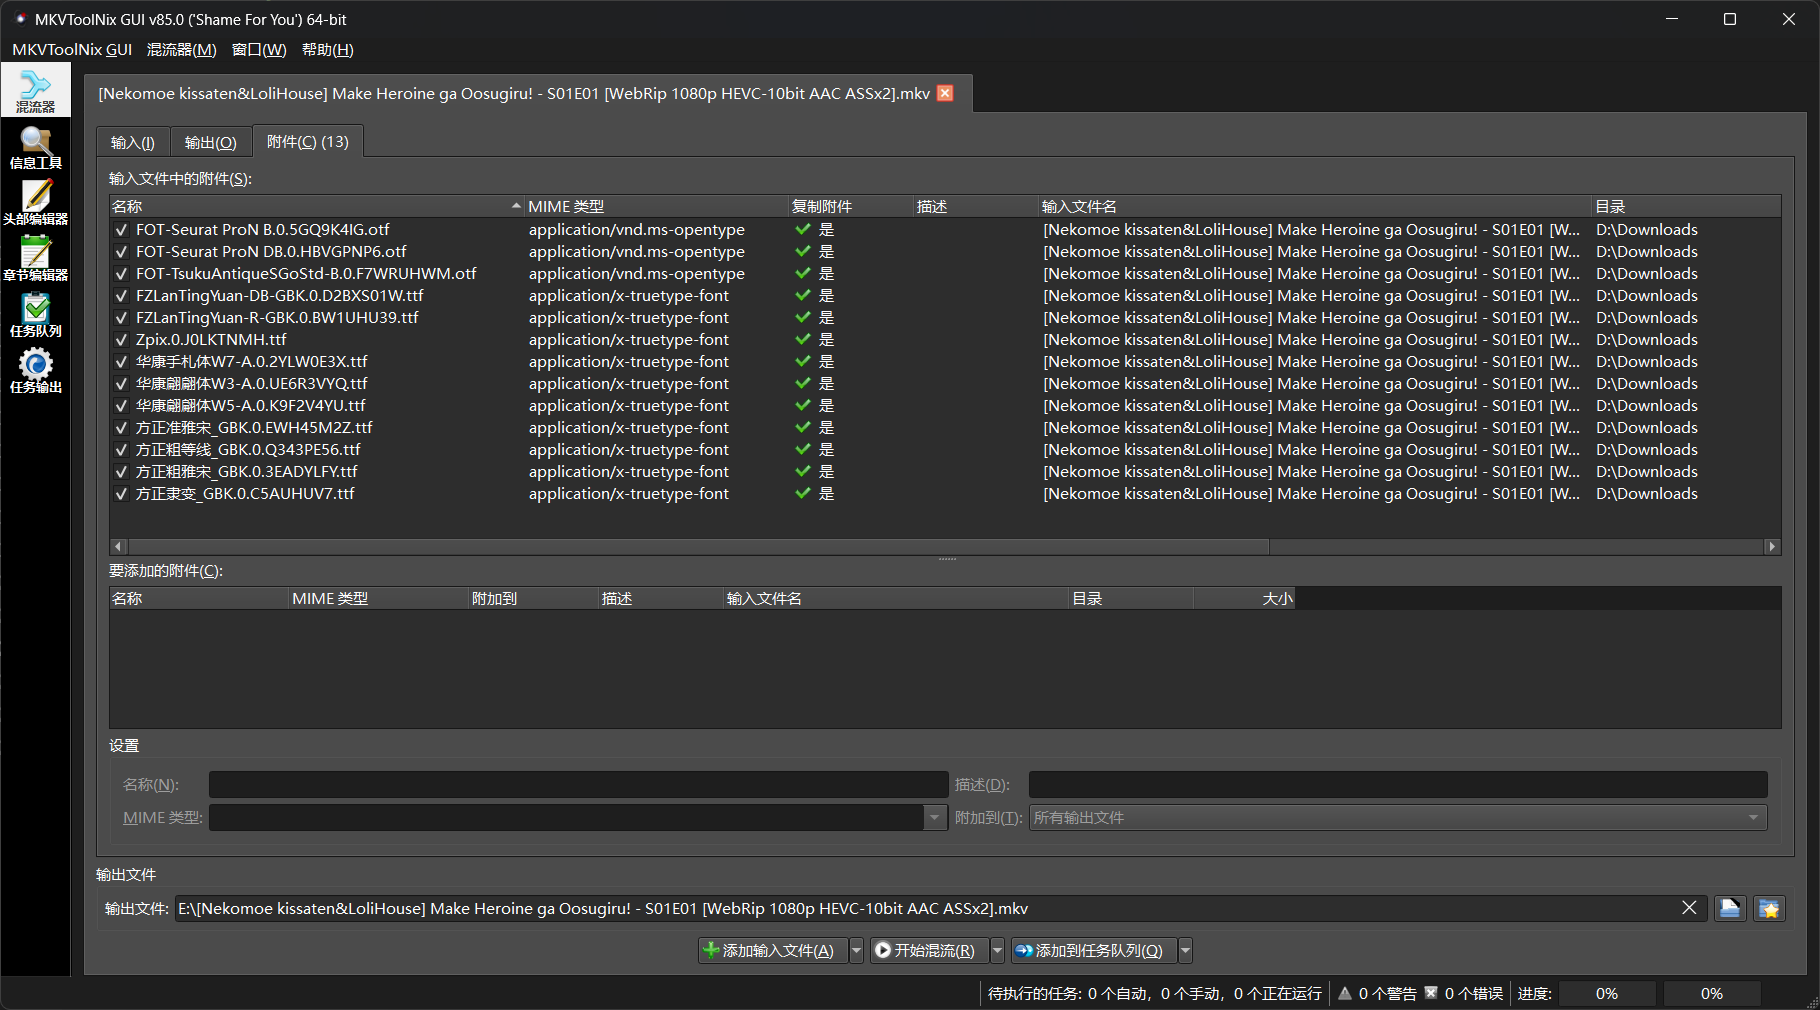 MKVToolNix GUI v85.0 ('Shame For You') 64-bit
MKVToolNix GUI 混流器(M) 窗口(W) 帮助(H)
混流器
信息工具
头部编辑器
章节编辑器
任务队列
任务输出
[Nekomoe kissaten&LoliHouse] Make Heroine ga Oosugiru! - S01E01 [WebRip 1080p HEVC-10bit AAC ASSx2].mkv
输入(I) 输出(O) 附件(C) (13)
输入文件中的附件(S):
名称 MIME 类型 复制附件 描述 输入文件名 目录
FOT-Seurat ProN B.0.5GQ9K4IG.otf application/vnd.ms-opentype 是 [Nekomoe kissaten&LoliHouse] Make Heroine ga Oosugiru! - S01E01 [W... D:\Downloads
FOT-Seurat ProN DB.0.HBVGPNP6.otf application/vnd.ms-opentype 是 [Nekomoe kissaten&LoliHouse] Make Heroine ga Oosugiru! - S01E01 [W... D:\Downloads
FOT-TsukuAntiqueSGoStd-B.0.F7WRUHWM.otf application/vnd.ms-opentype 是 [Nekomoe kissaten&LoliHouse] Make Heroine ga Oosugiru! - S01E01 [W... D:\Downloads
FZLanTingYuan-DB-GBK.0.D2BXS01W.ttf application/x-truetype-font 是 [Nekomoe kissaten&LoliHouse] Make Heroine ga Oosugiru! - S01E01 [W... D:\Downloads
FZLanTingYuan-R-GBK.0.BW1UHU39.ttf application/x-truetype-font 是 [Nekomoe kissaten&LoliHouse] Make Heroine ga Oosugiru! - S01E01 [W... D:\Downloads
Zpix.0.J0LKTNMH.ttf application/x-truetype-font 是 [Nekomoe kissaten&LoliHouse] Make Heroine ga Oosugiru! - S01E01 [W... D:\Downloads
华康手札体W7-A.0.2YLW0E3X.ttf application/x-truetype-font 是 [Nekomoe kissaten&LoliHouse] Make Heroine ga Oosugiru! - S01E01 [W... D:\Downloads
华康翩翩体W3-A.0.UE6R3VYQ.ttf application/x-truetype-font 是 [Nekomoe kissaten&LoliHouse] Make Heroine ga Oosugiru! - S01E01 [W... D:\Downloads
华康翩翩体W5-A.0.K9F2V4YU.ttf application/x-truetype-font 是 [Nekomoe kissaten&LoliHouse] Make Heroine ga Oosugiru! - S01E01 [W... D:\Downloads
方正准雅宋_GBK.0.EWH45M2Z.ttf application/x-truetype-font 是 [Nekomoe kissaten&LoliHouse] Make Heroine ga Oosugiru! - S01E01 [W... D:\Downloads
方正粗等线_GBK.0.Q343PE56.ttf application/x-truetype-font 是 [Nekomoe kissaten&LoliHouse] Make Heroine ga Oosugiru! - S01E01 [W... D:\Downloads
方正粗雅宋_GBK.0.3EADYLFY.ttf application/x-truetype-font 是 [Nekomoe kissaten&LoliHouse] Make Heroine ga Oosugiru! - S01E01 [W... D:\Downloads
方正隶变_GBK.0.C5AUHUV7.ttf application/x-truetype-font 是 [Nekomoe kissaten&LoliHouse] Make Heroine ga Oosugiru! - S01E01 [W... D:\Downloads
要添加的附件(C):
名称 MIME 类型 附加到 描述 输入文件名 目录 大小
设置
名称(N): 描述(D):
MIME 类型: 附加到(T): 所有输出文件
输出文件
输出文件: E:\[Nekomoe kissaten&LoliHouse] Make Heroine ga Oosugiru! - S01E01 [WebRip 1080p HEVC-10bit AAC ASSx2].mkv
添加输入文件(A) 开始混流(R) 添加到任务队列(Q)
待执行的任务: 0 个自动，0 个手动，0 个正在运行 0 个警告 0 个错误 进度: 0% 0%